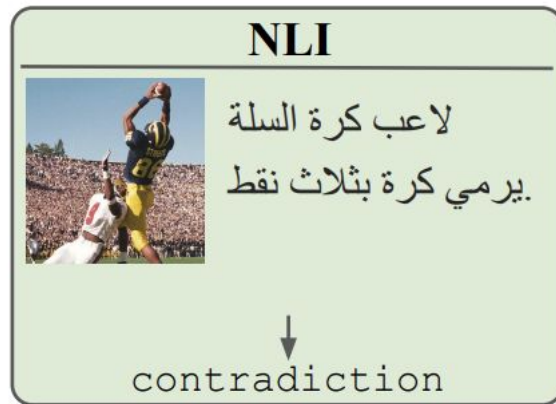 NLI
لاعب كرة السلة
يرمي كرة بثلاث نقط.
contradiction